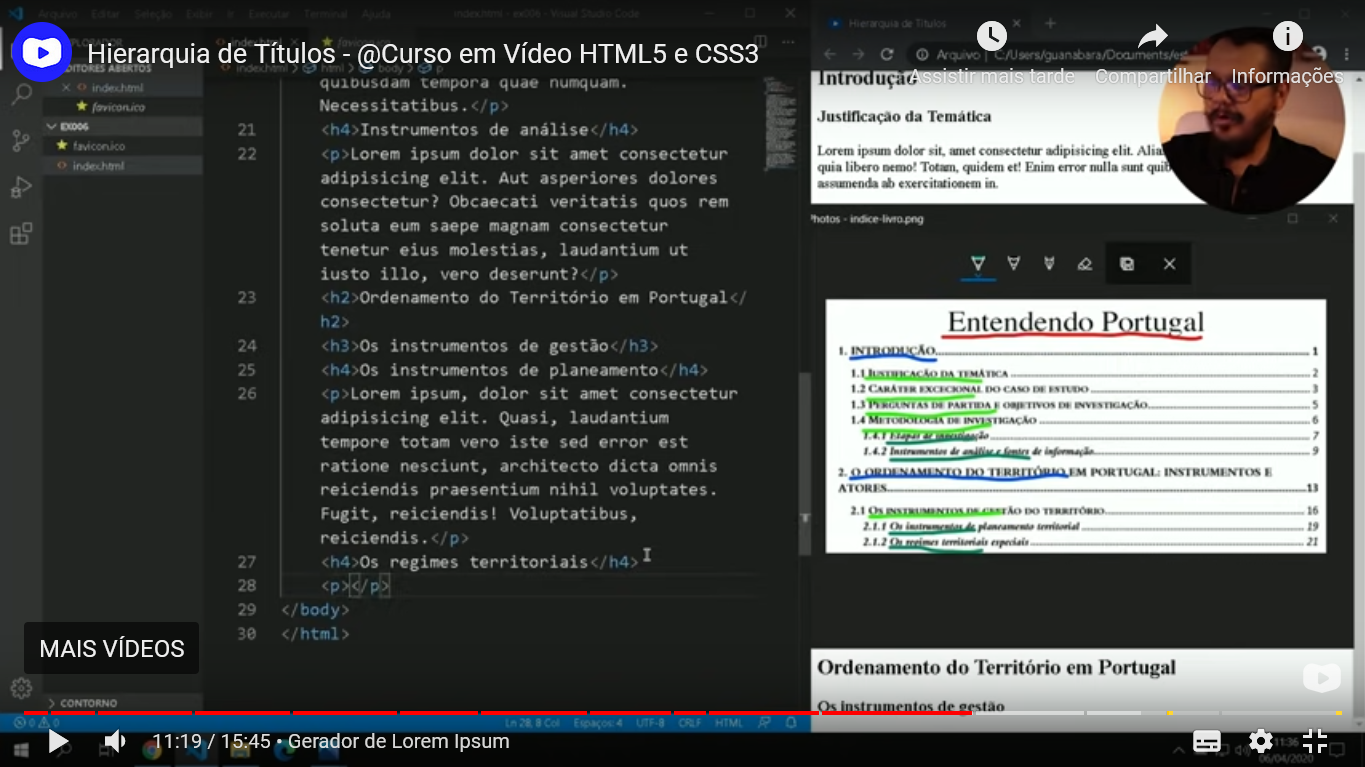 Arquivo Editar Seleção Exibir Ir Executar Terminal Ajuda
index.html - ex006 - Visual Studio Code
Hierarquia de Títulos
Hierarquia de Títulos - @Curso em Vídeo HTML5 e CSS3
Assistir mais tarde
Compartilhar
Informações
Arquivo | C:/Users/guanabara/Documents/est
EDITORES ABERTOS
index.html
favicon.ico
EX006
favicon.ico
index.html
CONTORNO
index.html > html > body > p
quibusdam tempora quae numquam.
Necessitatibus.</p>
21 <h4>Instrumentos de análise</h4>
22 <p>Lorem ipsum dolor sit amet consectetur
adipisicing elit. Aut asperiores dolores
consectetur? Obcaecati veritatis quos rem
soluta eum saepe magnam consectetur
tenetur eius molestias, laudantium ut
iusto illo, vero deserunt?</p>
23 <h2>Ordenamento do Território em Portugal</
h2>
24 <h3>Os instrumentos de gestão</h3>
25 <h4>Os instrumentos de planeamento</h4>
26 <p>Lorem ipsum, dolor sit amet consectetur
adipisicing elit. Quasi, laudantium
tempore totam vero iste sed error est
ratione nesciunt, architecto dicta omnis
reiciendis praesentium nihil voluptates.
Fugit, reiciendis! Voluptatibus,
reiciendis.</p>
27 <h4>Os regimes territoriais</h4>
28 <p></p>
29 </body>
30 </html>
Introdução
Justificação da Temática
Lorem ipsum dolor sit, amet consectetur adipisicing elit. Alia
quia libero nemo! Totam, quidem et! Enim error nulla sunt quib
assumenda ab exercitationem in.
Photos - indice-livro.png
Entendendo Portugal
1. INTRODUÇÃO 1
1.1 JUSTIFICAÇÃO DA TEMÁTICA 2
1.2 CARÁTER EXCECIONAL DO CASO DE ESTUDO 3
1.3 PERGUNTAS DE PARTIDA E OBJETIVOS DE INVESTIGAÇÃO 5
1.4 METODOLOGIA DE INVESTIGAÇÃO 6
1.4.1 Etapas de investigação 7
1.4.2 Instrumentos de análise e fontes de informação 9
2. O ORDENAMENTO DO TERRITÓRIO EM PORTUGAL: INSTRUMENTOS E
ATORES 13
2.1 OS INSTRUMENTOS DE GESTÃO DO TERRITÓRIO 16
2.1.1 Os instrumentos de planeamento territorial 19
2.1.2 Os regimes territoriais especiais 21
Ordenamento do Território em Portugal
Os instrumentos de gestão
MAIS VÍDEOS
0 0
Ln 28, 8 Col Espaços: 4 UTF-8 CRLF HTML
11:19 / 15:45 • Gerador de Lorem Ipsum
11:36
06/04/2020